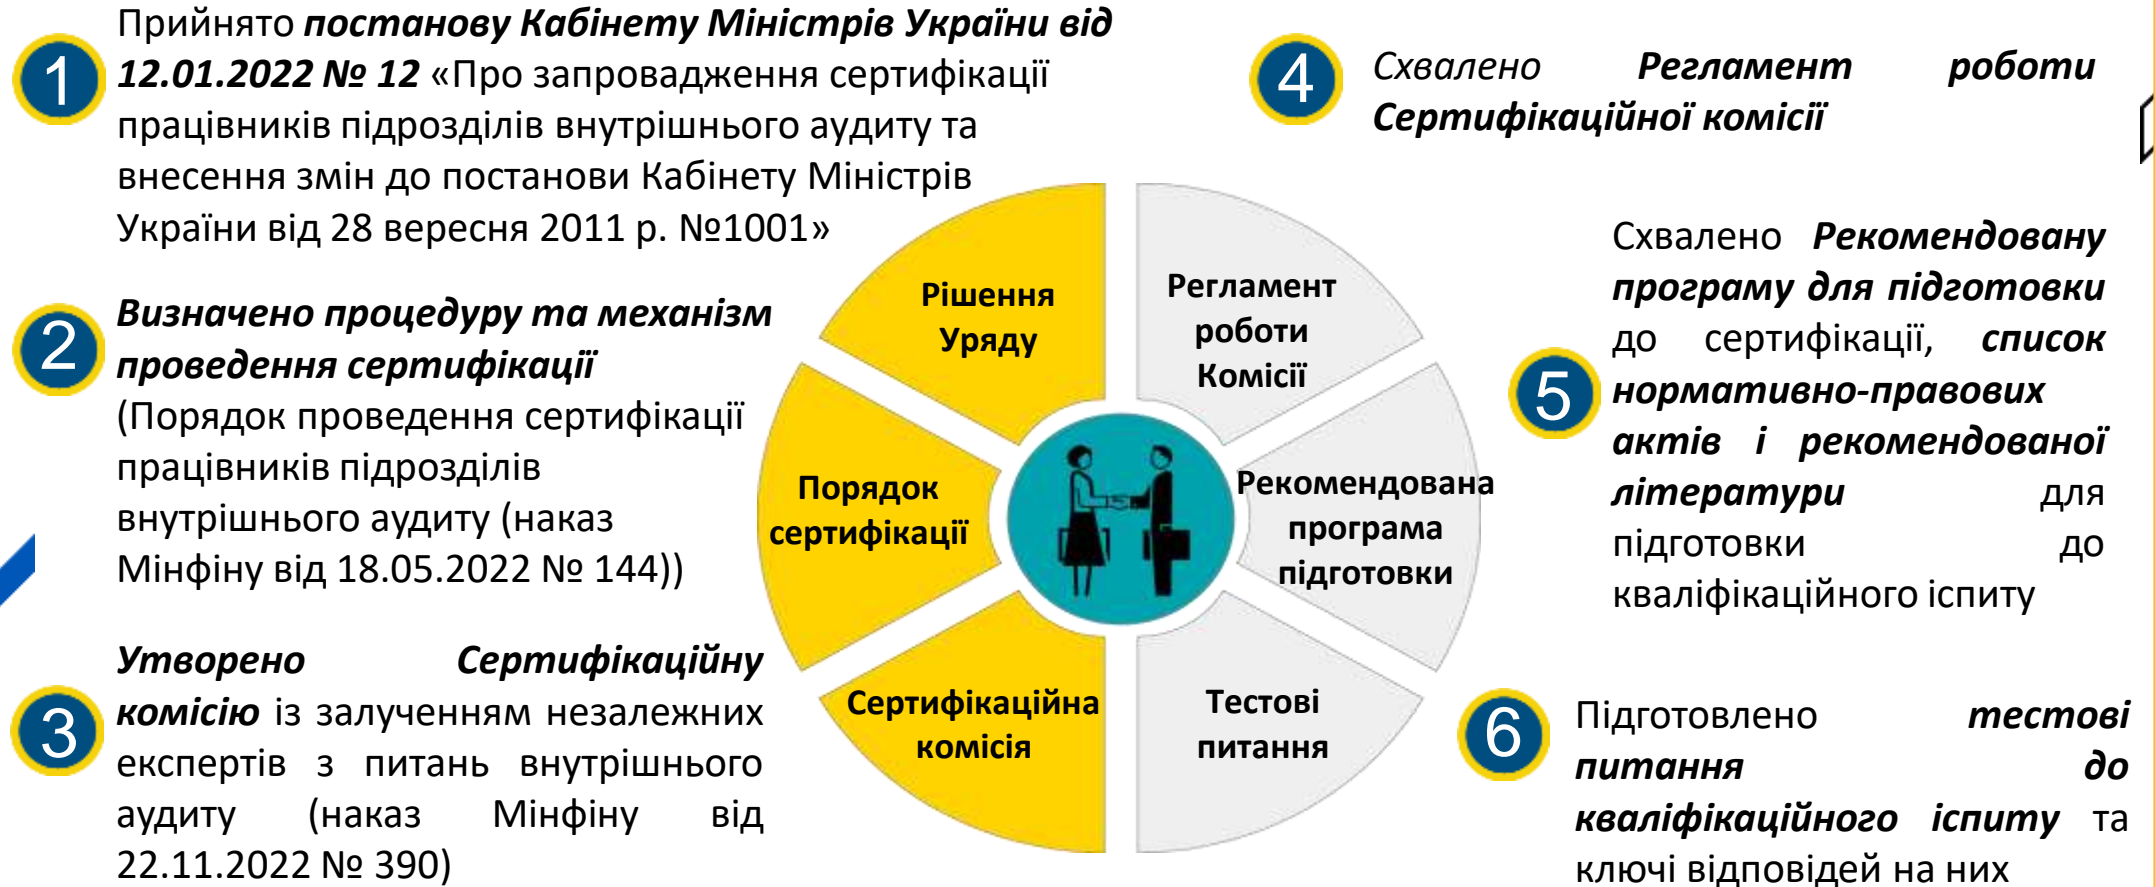 1
Прийнято постанову Кабінету Міністрів України від
12.01.2022 № 12 «Про запровадження сертифікації
працівників підрозділів внутрішнього аудиту та
внесення змін до постанови Кабінету Міністрів
України від 28 вересня 2011 р. №1001»
2
Визначено процедуру та механізм
проведення сертифікації
(Порядок проведення сертифікації
працівників підрозділів
внутрішнього аудиту (наказ
Мінфіну від 18.05.2022 № 144))
3
Утворено Сертифікаційну
комісію із залученням незалежних
експертів з питань внутрішнього
аудиту (наказ Мінфіну від
22.11.2022 № 390)
Рішення
Уряду
Порядок
сертифікації
Сертифікаційна
комісія
Регламент
роботи
Комісії
Рекомендована
програма
підготовки
Тестові
питання
4
Схвалено Регламент роботи
Сертифікаційної комісії
5
Схвалено Рекомендовану
програму для підготовки
до сертифікації, список
нормативно-правових
актів і рекомендованої
літератури для
підготовки до
кваліфікаційного іспиту
6
Підготовлено тестові
питання до
кваліфікаційного іспиту та
ключі відповідей на них